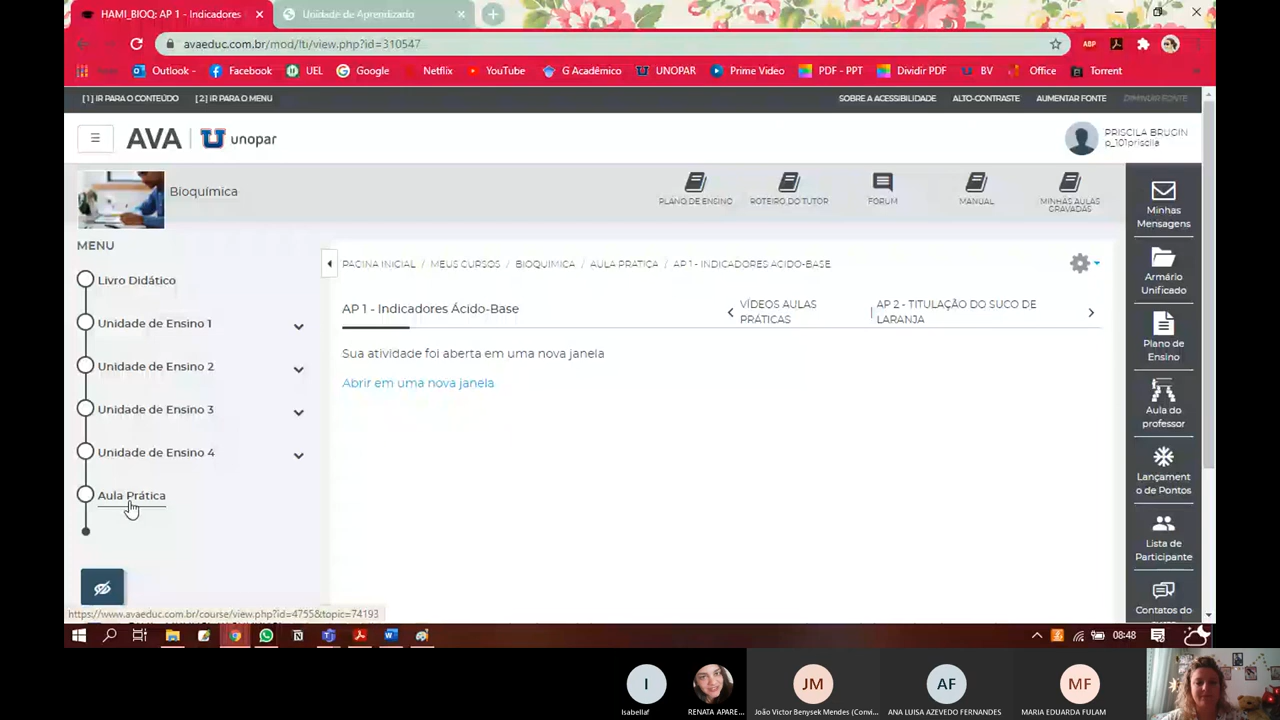 HAMI_BIOQ: AP 1 - Indicadores
Unidade de Aprendizado
avaeduc.com.br/mod/lti/view.php?id=310547
ABP
Outlook -
Facebook
UEL
Google
Netflix
YouTube
G Acadêmico
UNOPAR
Prime Video
PDF - PPT
Dividir PDF
BV
Office
Torrent
[1] IR PARA O CONTEÚDO
[2] IR PARA O MENU
SOBRE A ACESSIBILIDADE
ALTO-CONTRASTE
AUMENTAR FONTE
DIMINUIR FONTE
AVA
unopar
PRISCILA BRUGIN
p_101priscila
Bioquímica
PLANO DE ENSINO
ROTEIRO DO TUTOR
FORUM
MANUAL
MINHAS AULAS
GRAVADAS
MENU
Livro Didático
Unidade de Ensino 1
Unidade de Ensino 2
Unidade de Ensino 3
Unidade de Ensino 4
Aula Prática
PÁGINA INICIAL / MEUS CURSOS / BIOQUÍMICA / AULA PRÁTICA / AP 1 - INDICADORES ÁCIDO-BASE
AP 1 - Indicadores Ácido-Base
VÍDEOS AULAS
PRÁTICAS
AP 2 - TITULAÇÃO DO SUCO DE
LARANJA
Sua atividade foi aberta em uma nova janela
Abrir em uma nova janela
Minhas
Mensagens
Armário
Unificado
Plano de
Ensino
Aula do
professor
Lançament
o de Pontos
Lista de
Participante
Contatos do
https://www.avaeduc.com.br/course/view.php?id=4755&topic=74193
08:48
I
JM
AF
MF
Isabellaf
RENATA APARE...
João Victor Benysek Mendes (Convi...
ANA LUISA AZEVEDO FERNANDES
MARIA EDUARDA FULAM